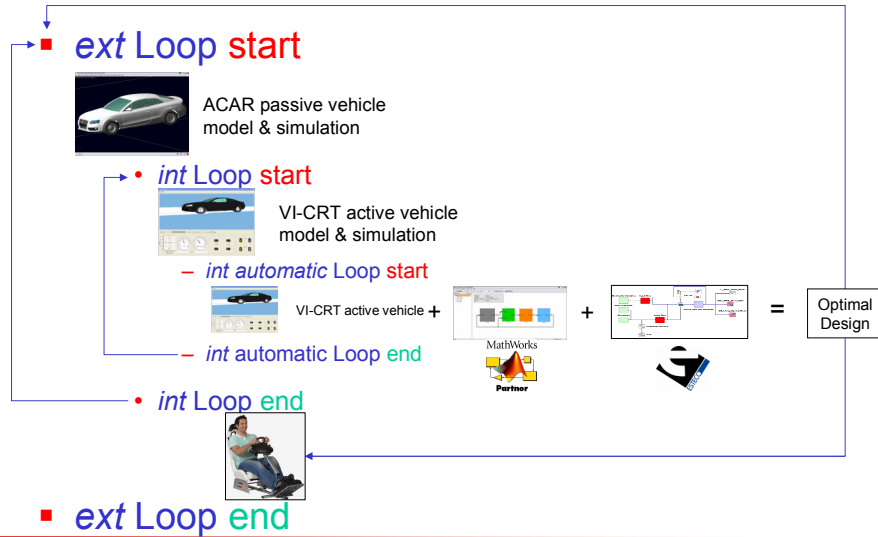 ext Loop start
ACAR passive vehicle
model & simulation
int Loop start
VI-CRT active vehicle
model & simulation
– int automatic Loop start
VI-CRT active vehicle + + = Optimal
Design
– int automatic Loop end
MathWorks
Partner
ESTECO
int Loop end
ext Loop end